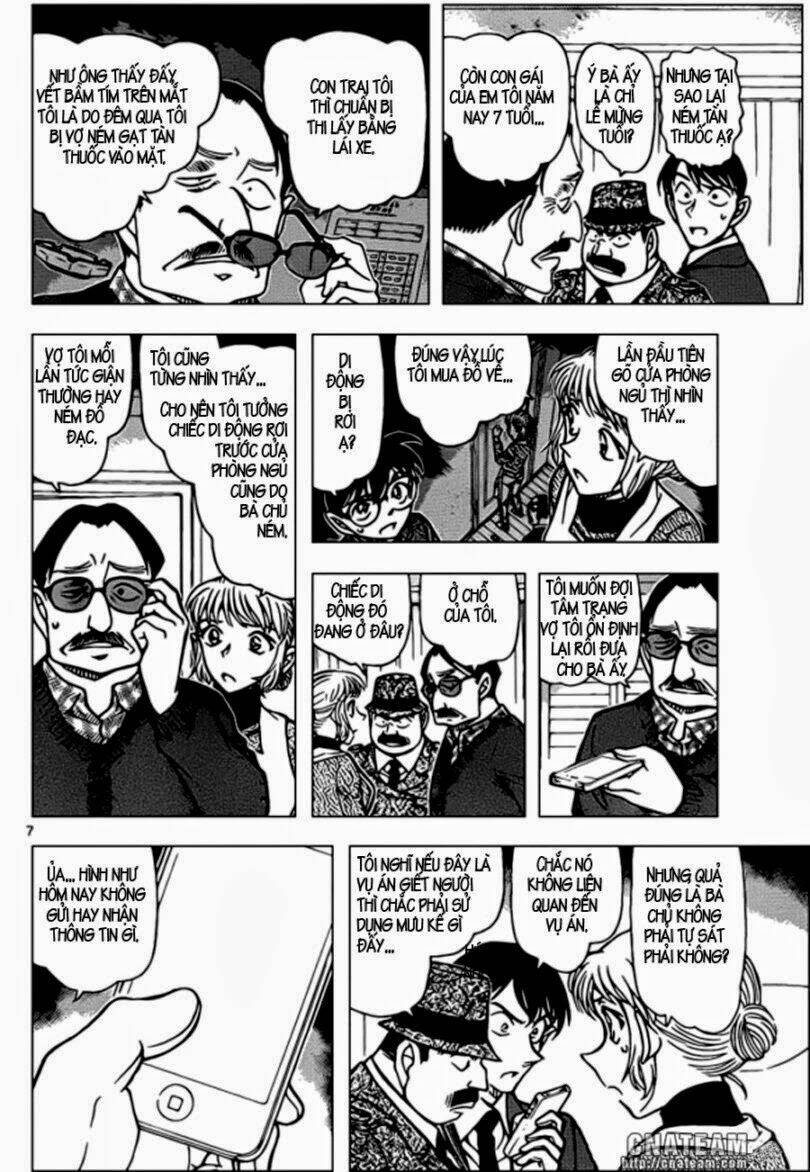 NHƯNG TẠI
SAO LẠI
NÉM TÀN
THUỐC Ạ?
Ý BÀ ẤY
LÀ CHỈ
LỄ MỪNG
TUỔI?
CÒN CON GÁI
CỦA EM TÔI NĂM
NAY 7 TUỔI...
CON TRAI TÔI
THÌ CHUẨN BỊ
THI LẤY BẰNG
LÁI XE.
NHƯ ÔNG THẤY ĐẤY
VẾT BẦM TÍM TRÊN MẮT
TÔI LÀ DO ĐÊM QUA TÔI
BỊ VỢ NÉM GẠT TÀN
THUỐC VÀO MẶT.
LẦN ĐẦU TIÊN
GÕ CỬA PHÒNG
NGỦ THÌ NHÌN
THẤY...
ĐÚNG VẬY, LÚC
TÔI MUA ĐỒ VỀ...
DI
ĐỘNG
BỊ
RƠI
Ạ?
TÔI CŨNG
TỪNG NHÌN THẤY...
CHO NÊN TÔI TƯỞNG
CHIẾC DI ĐỘNG RƠI
TRƯỚC CỬA
PHÒNG NGỦ
CŨNG DO
BÀ CHỦ
NÉM.
VỢ TÔI MỖI
LẦN TỨC GIẬN
THƯỜNG HAY
NÉM ĐỒ
ĐẠC.
TÔI MUỐN ĐỢI
TÂM TRẠNG
VỢ TÔI ỔN ĐỊNH
LẠI RỒI ĐƯA
CHO BÀ ẤY.
Ở CHỖ
CỦA TÔI.
CHIẾC DI
ĐỘNG ĐÓ
ĐANG Ở ĐÂU?
7
NHƯNG QUẢ
ĐÚNG LÀ BÀ
CHỦ KHÔNG
PHẢI TỰ SÁT
PHẢI KHÔNG?
CHẮC NÓ
KHÔNG LIÊN
QUAN ĐẾN
VỤ ÁN.
TÔI NGHĨ NẾU ĐÂY LÀ
VỤ ÁN GIẾT NGƯỜI
THÌ CHẮC PHẢI SỬ
DỤNG MƯU KẾ GÌ
ĐẤY...
ỦA... HÌNH NHƯ
HÔM NAY KHÔNG
GỬI HAY NHẬN
THÔNG TIN GÌ.
CNATEAM
http://cnateam.com